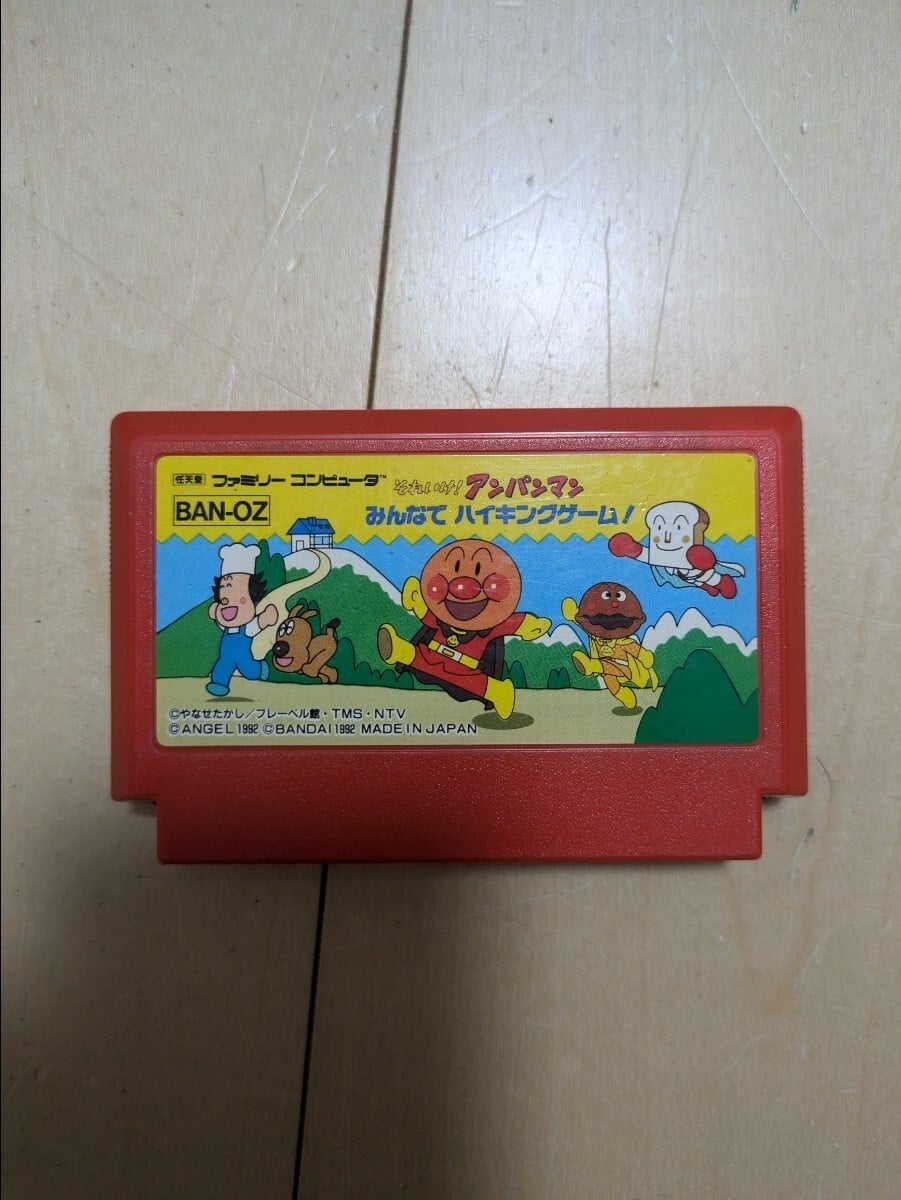 任天堂 ファミリー コンピュータ™
BAN-OZ
それいけ! アンパンマン
みんなで ハイキングゲーム!
©やなせたかし/フレーベル館・TMS・NTV
©ANGEL 1992 ©BANDAI 1992 MADE IN JAPAN